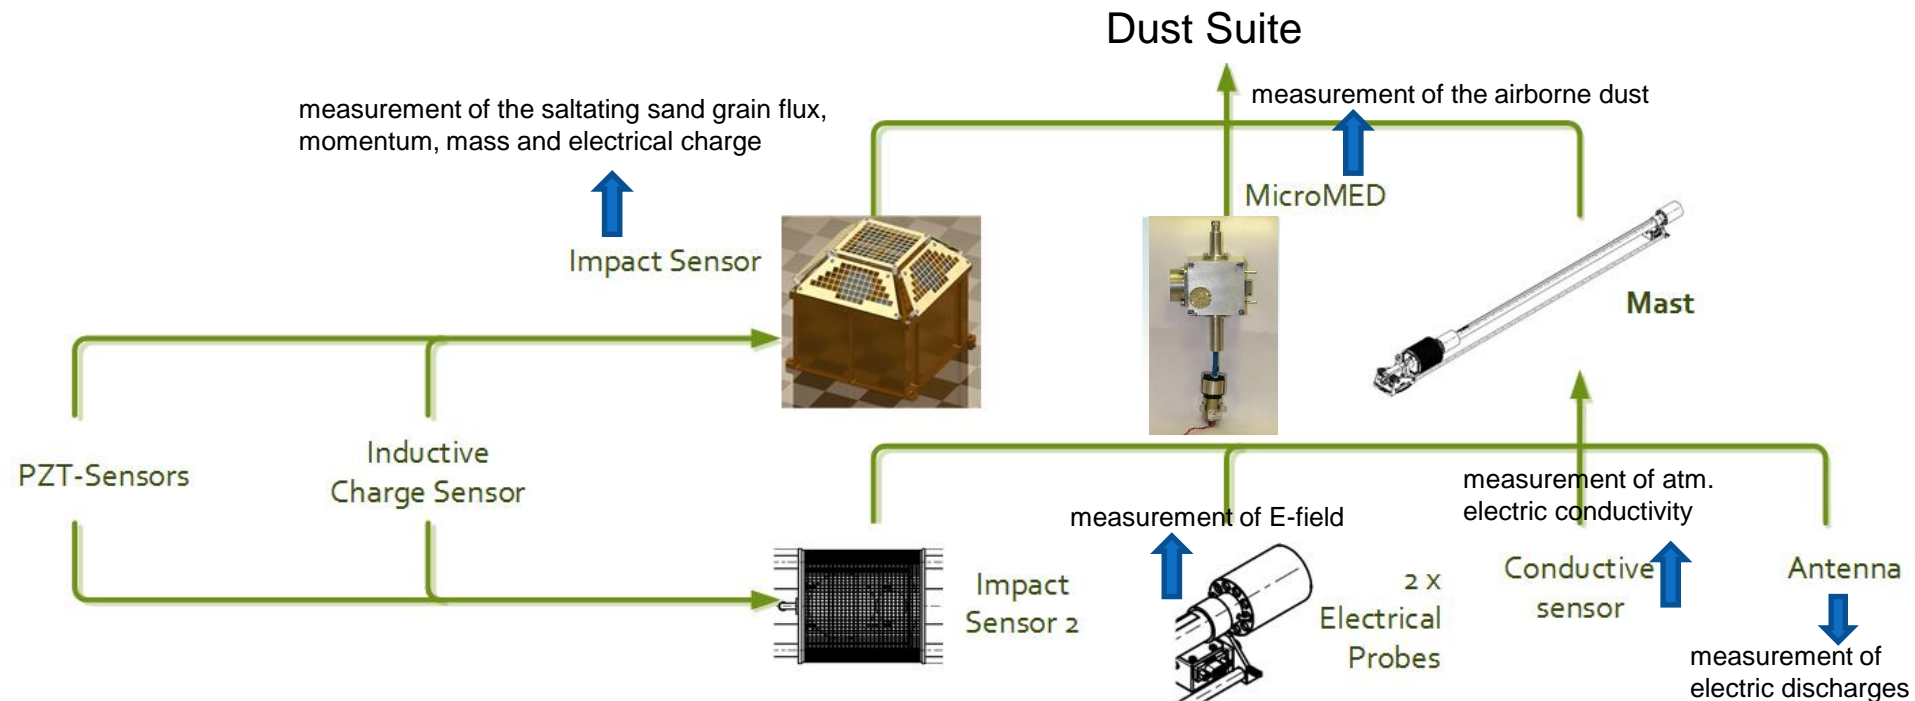 Dust Suite
measurement of the saltating sand grain flux,
momentum, mass and electrical charge
measurement of the airborne dust
MicroMED
Impact Sensor
Mast
PZT-Sensors
Inductive
Charge Sensor
measurement of E-field
measurement of atm.
electric conductivity
Impact
Sensor 2
2 x
Electrical
Probes
Conductive
sensor
Antenna
measurement of
electric discharges